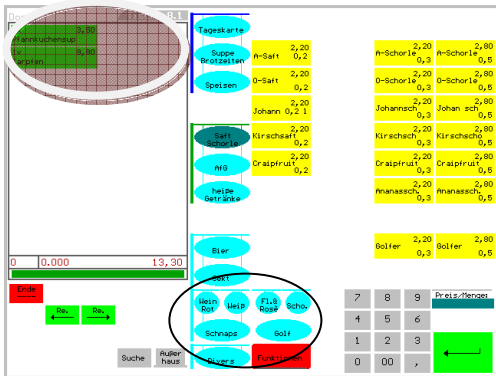 3,50
Pfannkuchensup
1x 9,80
Karpfen
0 0.000 13,30
Ende
----
Re. Re.
Suche Außer
haus
Tageskarte
Suppe
Brotzeiten
Speisen
Saft
Schorle
AfG
heiße
Getränke
Bier
Sekt
Wein
Rot
Weiß
Fl.&
Rosé
Scho.
Schnaps
Golf
Divers
Funktionen
2,20
A-Saft 0,2
2,20
O-Saft 0,2
2,20
Johann 0,2 l
2,20
Kirschsaft
0,2
2,20
Craipfruit
0,2
2,20
A-Schorle
0,3
2,80
A-Schorle
0,5
2,20
O-Schorle
0,3
2,80
O-Schorle
0,5
2,20
Johannsch
0,3
2,80
Johan sch
0,5
2,20
Kirschsch
0,3
2,80
Kirschscho
0,5
2,20
Craipfruit
0,3
2,80
Craipfruit
0,5
2,20
Ananassch.
0,3
2,80
Ananassch.
0,5
2,20
Golfer
0,3
2,80
Golfer
0,5
7 8 9
4 5 6
1 2 3
0 00 ,
Preis/Menge: